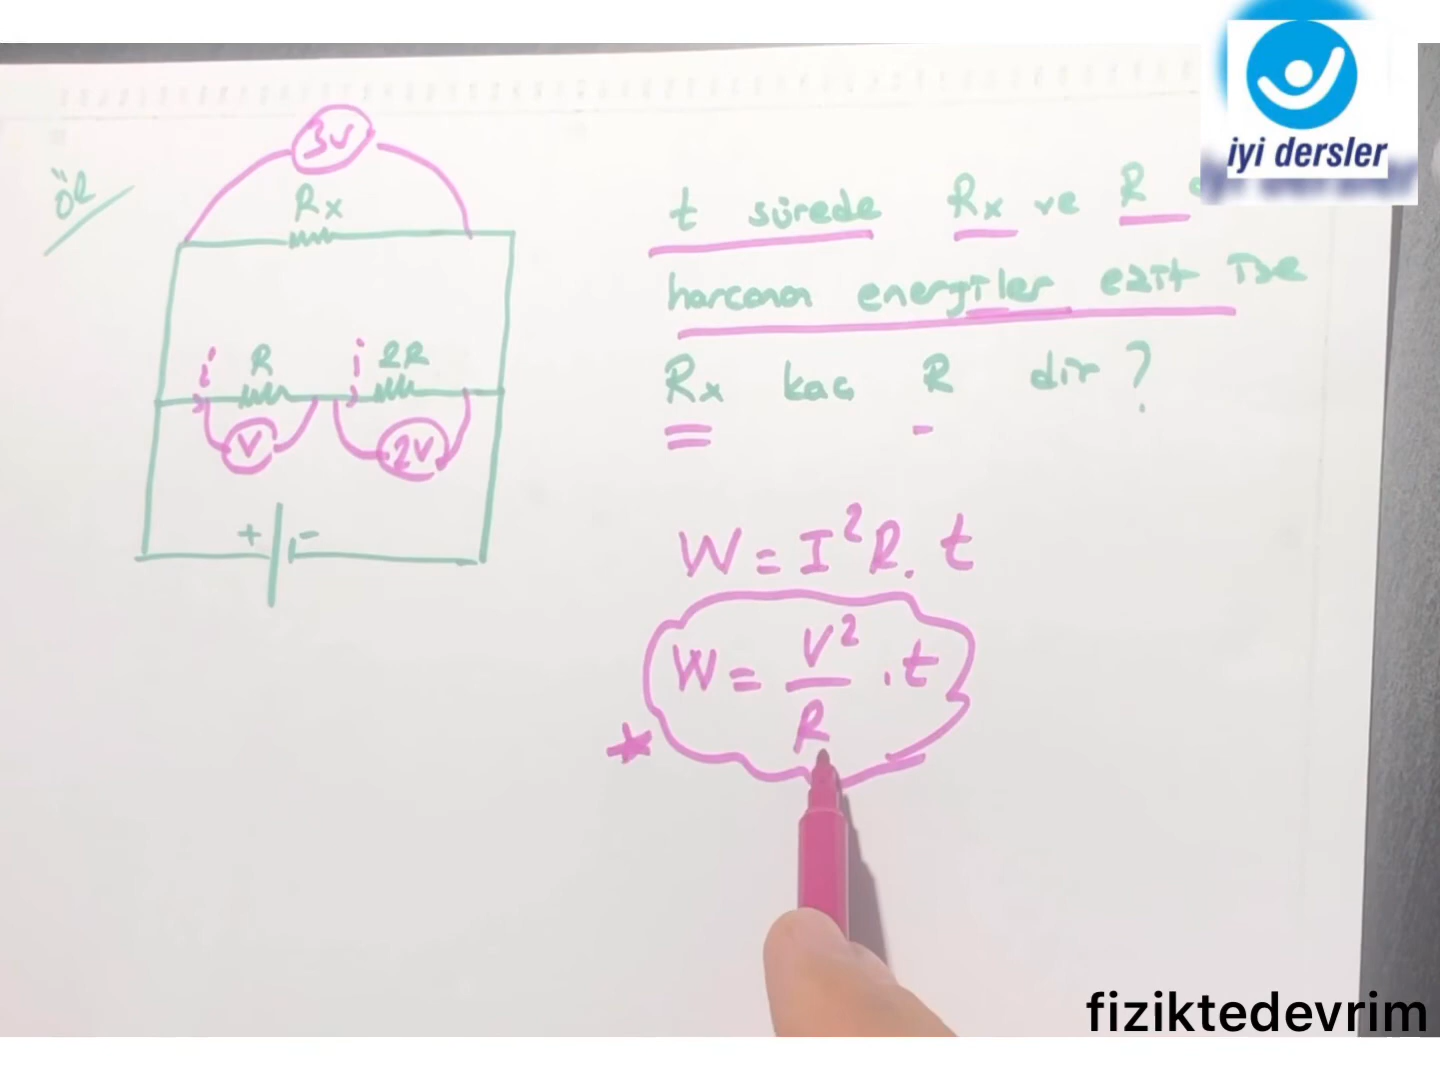 iyi dersler
ÖR
3V
Rx
t sürede Rx ve R
harcanan enerjiler eşit ise
Rx kaç R dir?
i R i 2R
V 2V
+ -
W = I²R.t
W = V²/R .t
fiziktedevrim